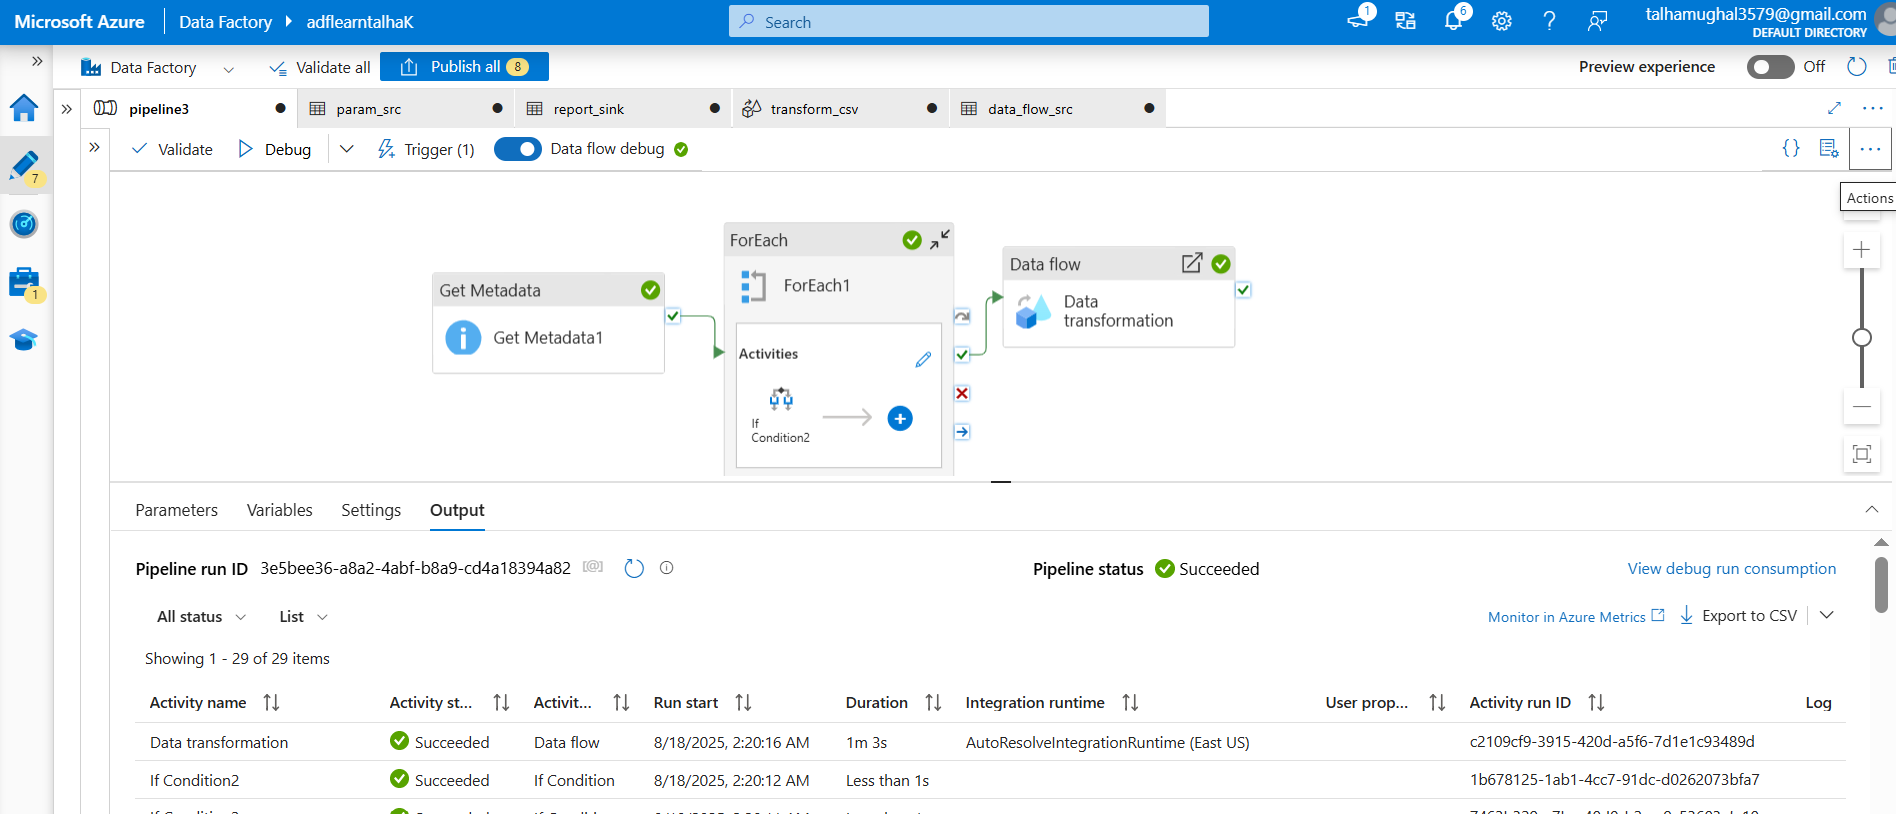 Microsoft Azure Data Factory adflearntalhaK Search 1 6 talhamughal3579@gmail.com
DEFAULT DIRECTORY
Data Factory Validate all Publish all 8 Preview experience Off
pipeline3 param_src report_sink transform_csv data_flow_src
Validate Debug Trigger (1) Data flow debug {} ...
7
Actions
1
Get Metadata
Get Metadata1
ForEach
ForEach1
Activities
If
Condition2
Data flow
Data
transformation
Parameters Variables Settings Output
Pipeline run ID 3e5bee36-a8a2-4abf-b8a9-cd4a18394a82 [@] Pipeline status Succeeded View debug run consumption
All status List Monitor in Azure Metrics Export to CSV
Showing 1 - 29 of 29 items
Activity name Activity st... Activit... Run start Duration Integration runtime User prop... Activity run ID Log
Data transformation Succeeded Data flow 8/18/2025, 2:20:16 AM 1m 3s AutoResolveIntegrationRuntime (East US) c2109cf9-3915-420d-a5f6-7d1e1c93489d
If Condition2 Succeeded If Condition 8/18/2025, 2:20:12 AM Less than 1s 1b678125-1ab1-4cc7-91dc-d0262073bfa7